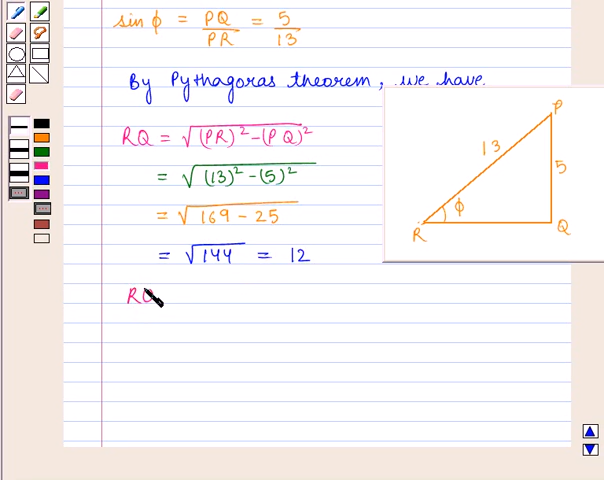 sin ϕ = PQ/PR = 5/13
By Pythagoras theorem, we have.
RQ = √(PR)² – (PQ)²
= √(13)² – (5)²
= √169 – 25
= √144 = 12
RQ
P
13
5
ϕ
R
Q